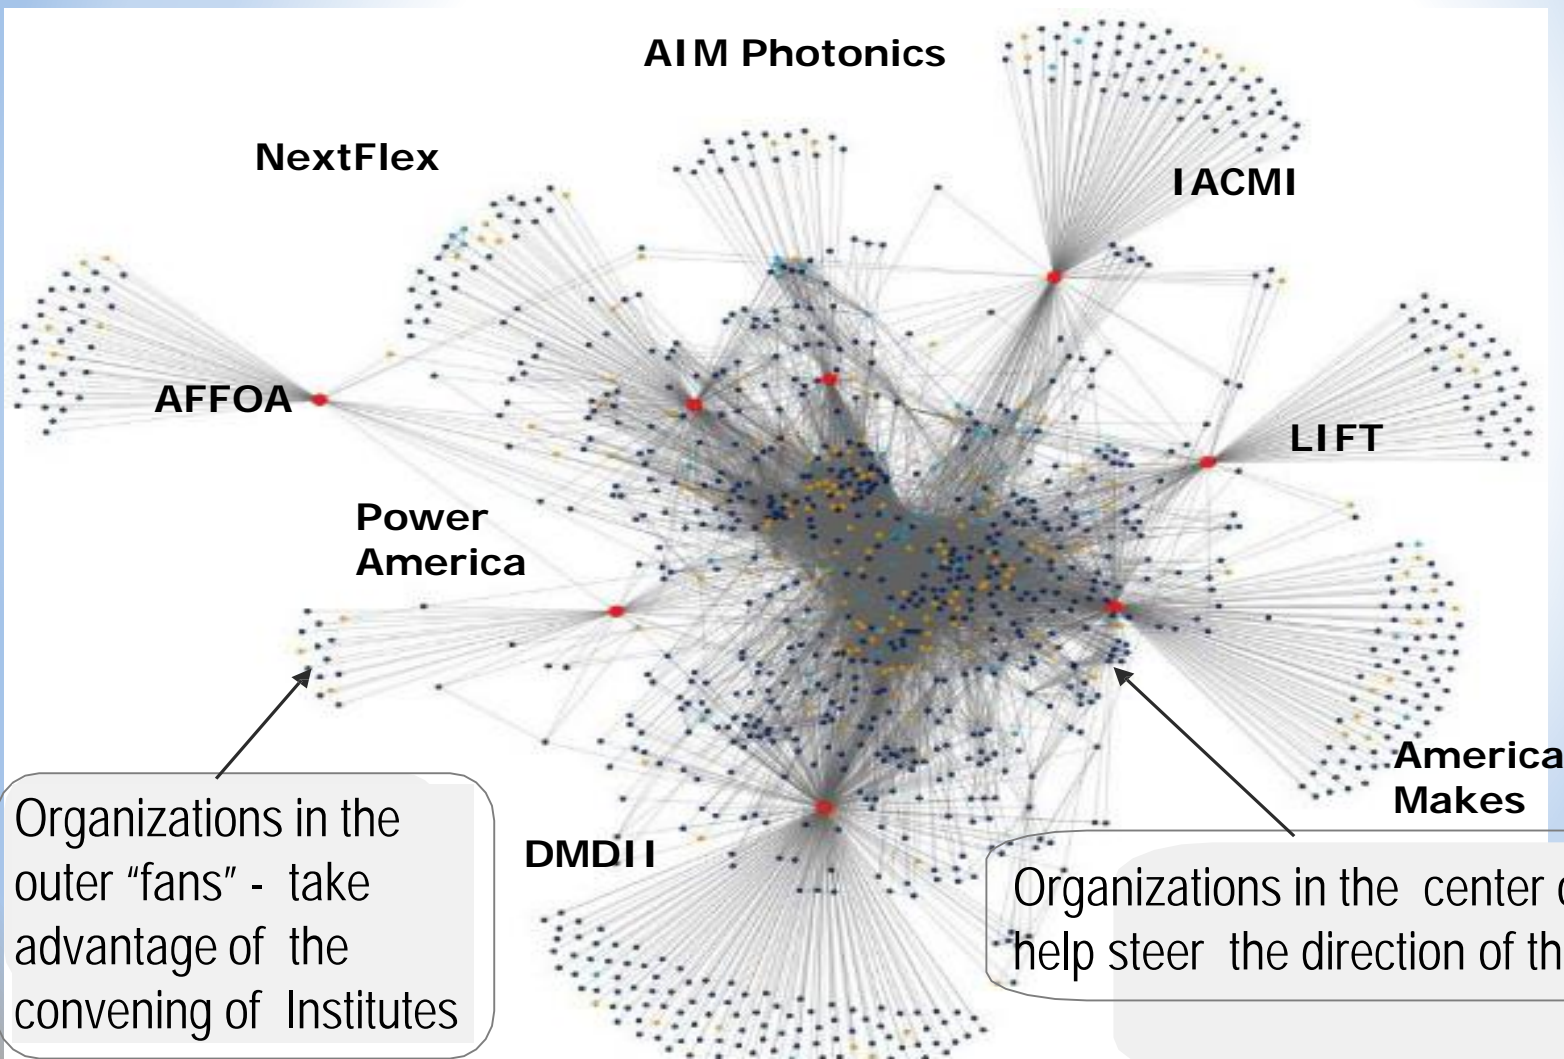 AIM Photonics
NextFlex
IACMI
AFFOA
LIFT
Power
America
America
Makes
DMDII
Organizations in the
outer “fans” - take
advantage of the
convening of Institutes
Organizations in the center
help steer the direction of